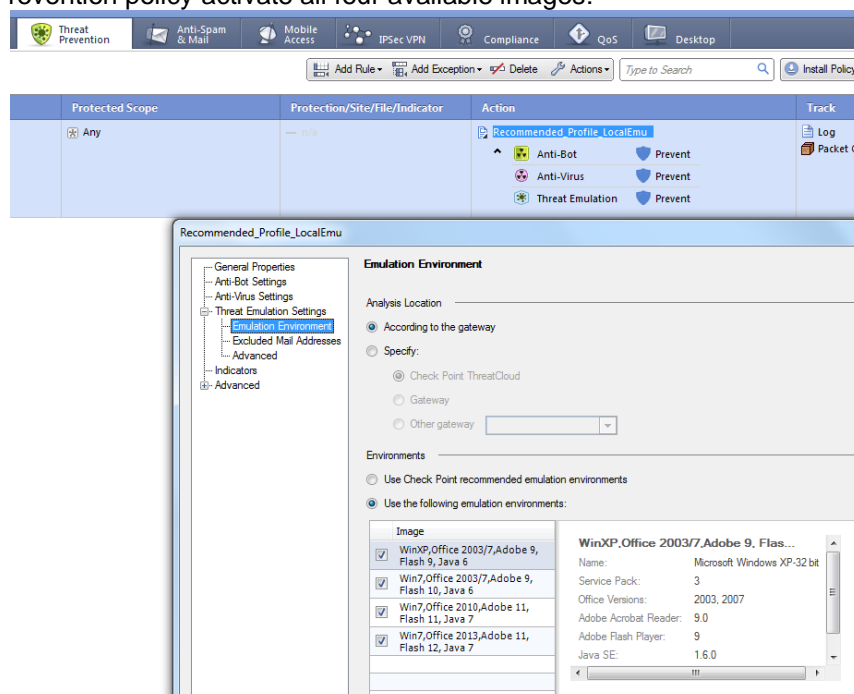 revention policy activate all four available images.
Threat Prevention
Anti-Spam & Mail
Mobile Access
IPSec VPN
Compliance
QoS
Desktop
Add Rule
Add Exception
Delete
Actions
Type to Search
Install Policy
Protected Scope
Protection/Site/File/Indicator
Action
Track
Any
n/a
Recommended_Profile_LocalEmu
Log
Anti-Bot
Prevent
Packet
Anti-Virus
Prevent
Threat Emulation
Prevent
Recommended_Profile_LocalEmu
General Properties
Anti-Bot Settings
Anti-Virus Settings
Threat Emulation Settings
Emulation Environment
Excluded Mail Addresses
Advanced
Indicators
Advanced
Emulation Environment
Analysis Location
According to the gateway
Specify:
Check Point ThreatCloud
Gateway
Other gateway
Environments
Use Check Point recommended emulation environments
Use the following emulation environments:
Image
WinXP,Office 2003/7,Adobe 9,
Flash 9, Java 6
Win7,Office 2003/7,Adobe 9,
Flash 10, Java 6
Win7,Office 2010,Adobe 11,
Flash 11, Java 7
Win7,Office 2013,Adobe 11,
Flash 12, Java 7
WinXP,Office 2003/7,Adobe 9, Flas...
Name: Microsoft Windows XP-32 bit
Service Pack: 3
Office Versions: 2003, 2007
Adobe Acrobat Reader: 9.0
Adobe Flash Player: 9
Java SE: 1.6.0